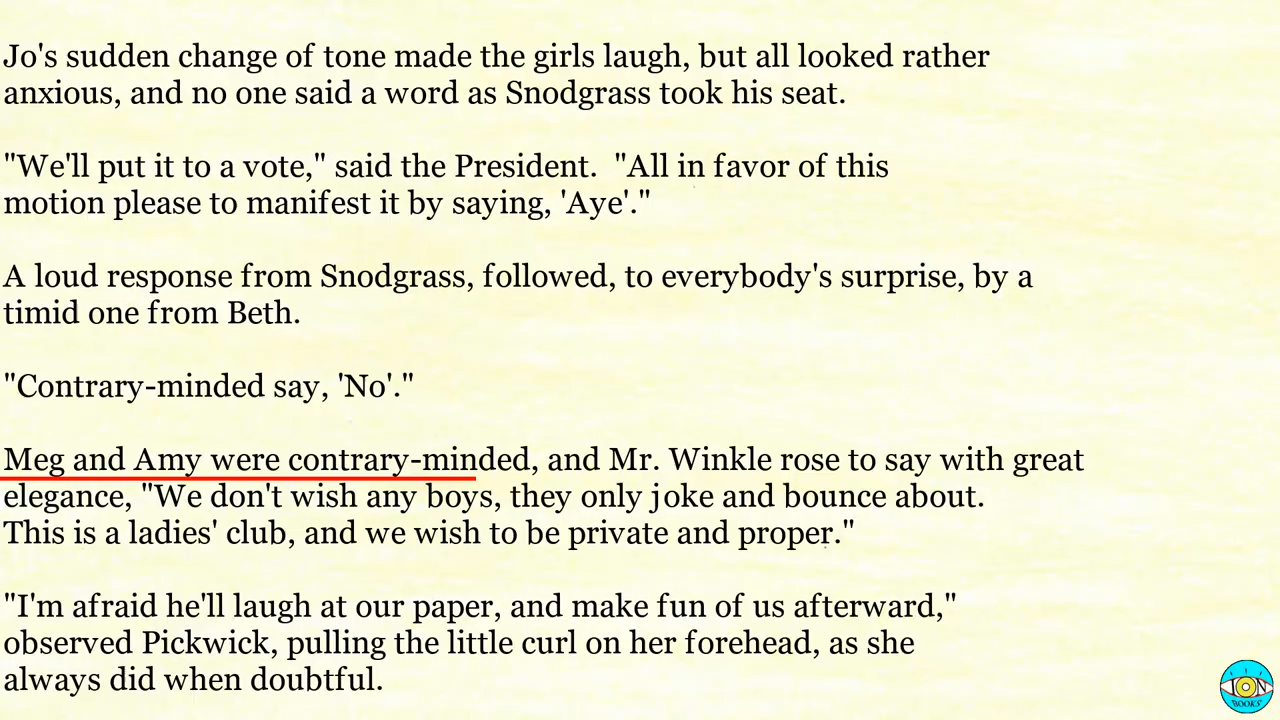 Jo's sudden change of tone made the girls laugh, but all looked rather
anxious, and no one said a word as Snodgrass took his seat.
"We'll put it to a vote," said the President.  "All in favor of this
motion please to manifest it by saying, 'Aye'."
A loud response from Snodgrass, followed, to everybody's surprise, by a
timid one from Beth.
"Contrary-minded say, 'No'."
Meg and Amy were contrary-minded, and Mr. Winkle rose to say with great
elegance, "We don't wish any boys, they only joke and bounce about.
This is a ladies' club, and we wish to be private and proper."
"I'm afraid he'll laugh at our paper, and make fun of us afterward,"
observed Pickwick, pulling the little curl on her forehead, as she
always did when doubtful.
ION
BOOKS